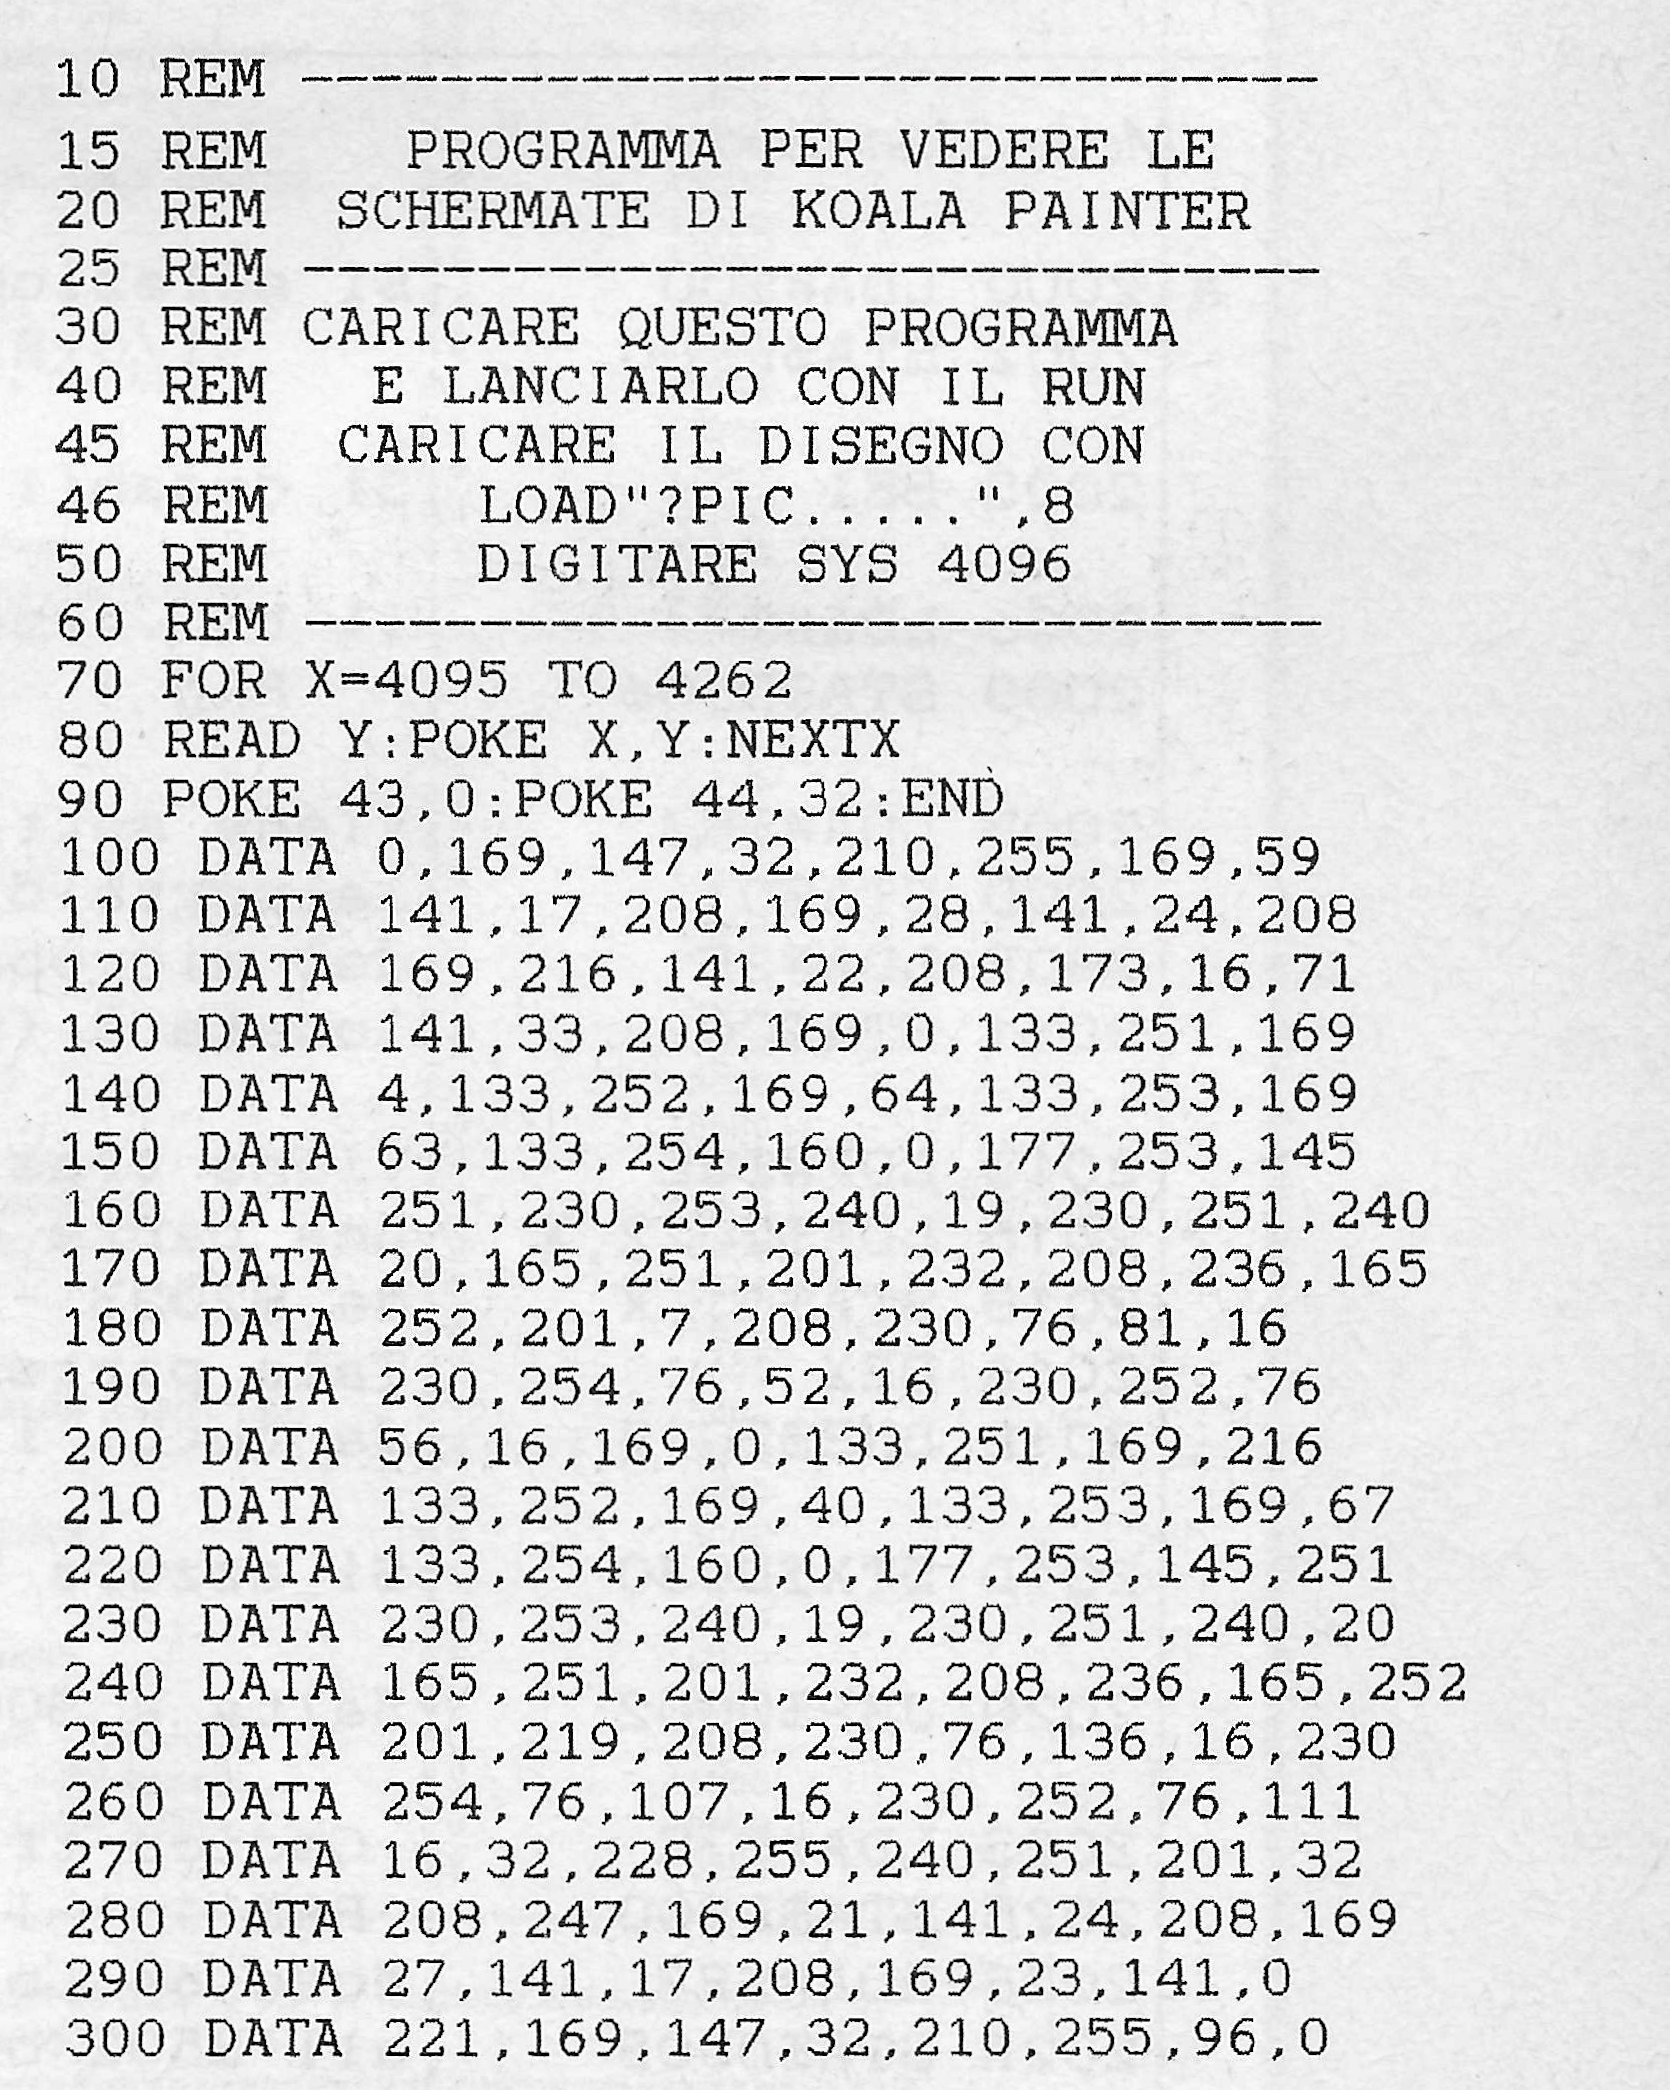 10 REM -----------------------------
15 REM    PROGRAMMA PER VEDERE LE
20 REM  SCHERMATE DI KOALA PAINTER
25 REM -----------------------------
30 REM CARICARE QUESTO PROGRAMMA
40 REM   E LANCIARLO CON IL RUN
45 REM  CARICARE IL DISEGNO CON
46 REM      LOAD"?PIC.....",8
50 REM      DIGITARE SYS 4096
60 REM -----------------------------
70 FOR X=4095 TO 4262
80 READ Y:POKE X,Y:NEXTX
90 POKE 43,0:POKE 44,32:END
100 DATA 0,169,147,32,210,255,169,59
110 DATA 141,17,208,169,28,141,24,208
120 DATA 169,216,141,22,208,173,16,71
130 DATA 141,33,208,169,0,133,251,169
140 DATA 4,133,252,169,64,133,253,169
150 DATA 63,133,254,160,0,177,253,145
160 DATA 251,230,253,240,19,230,251,240
170 DATA 20,165,251,201,232,208,236,165
180 DATA 252,201,7,208,230,76,81,16
190 DATA 230,254,76,52,16,230,252,76
200 DATA 56,16,169,0,133,251,169,216
210 DATA 133,252,169,40,133,253,169,67
220 DATA 133,254,160,0,177,253,145,251
230 DATA 230,253,240,19,230,251,240,20
240 DATA 165,251,201,232,208,236,165,252
250 DATA 201,219,208,230,76,136,16,230
260 DATA 254,76,107,16,230,252,76,111
270 DATA 16,32,228,255,240,251,201,32
280 DATA 208,247,169,21,141,24,208,169
290 DATA 27,141,17,208,169,23,141,0
300 DATA 221,169,147,32,210,255,96,0